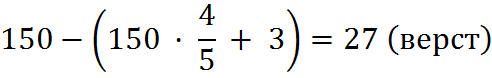 150 − (150 · 4/5 + 3) = 27 (верст)